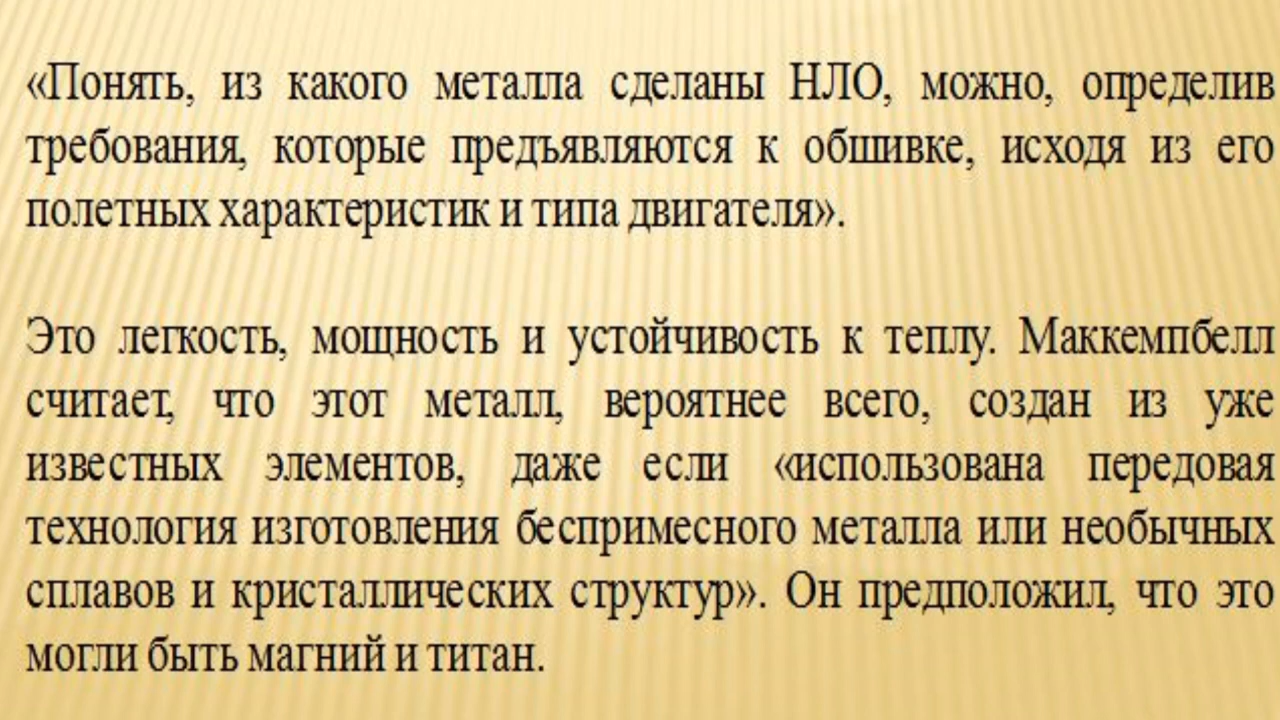 «Понять, из какого металла сделаны НЛО, можно, определив
требования, которые предъявляются к обшивке, исходя из его
полетных характеристик и типа двигателя».
Это легкость, мощность и устойчивость к теплу. Маккемпбелл
считает, что этот металл, вероятнее всего, создан из уже
известных элементов, даже если «использована передовая
технология изготовления беспримесного металла или необычных
сплавов и кристаллических структур». Он предположил, что это
могли быть магний и титан.